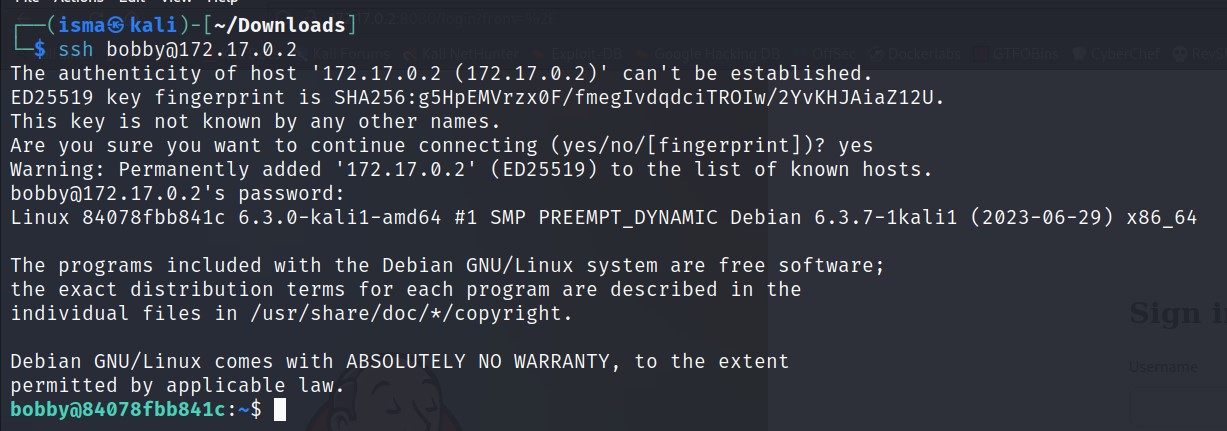 ┌──(isma㉿kali)-[~/Downloads]
└─$ ssh bobby@172.17.0.2
The authenticity of host '172.17.0.2 (172.17.0.2)' can't be established.
ED25519 key fingerprint is SHA256:g5HpEMVrzx0F/fmegIvdqdciTROIw/2YvKHJAiaZ12U.
This key is not known by any other names.
Are you sure you want to continue connecting (yes/no/[fingerprint])? yes
Warning: Permanently added '172.17.0.2' (ED25519) to the list of known hosts.
bobby@172.17.0.2's password:
Linux 84078fbb841c 6.3.0-kali1-amd64 #1 SMP PREEMPT_DYNAMIC Debian 6.3.7-1kali1 (2023-06-29) x86_64
The programs included with the Debian GNU/Linux system are free software;
the exact distribution terms for each program are described in the
individual files in /usr/share/doc/*/copyright.
Sign i
Username
Debian GNU/Linux comes with ABSOLUTELY NO WARRANTY, to the extent
permitted by applicable law.
bobby@84078fbb841c:~$